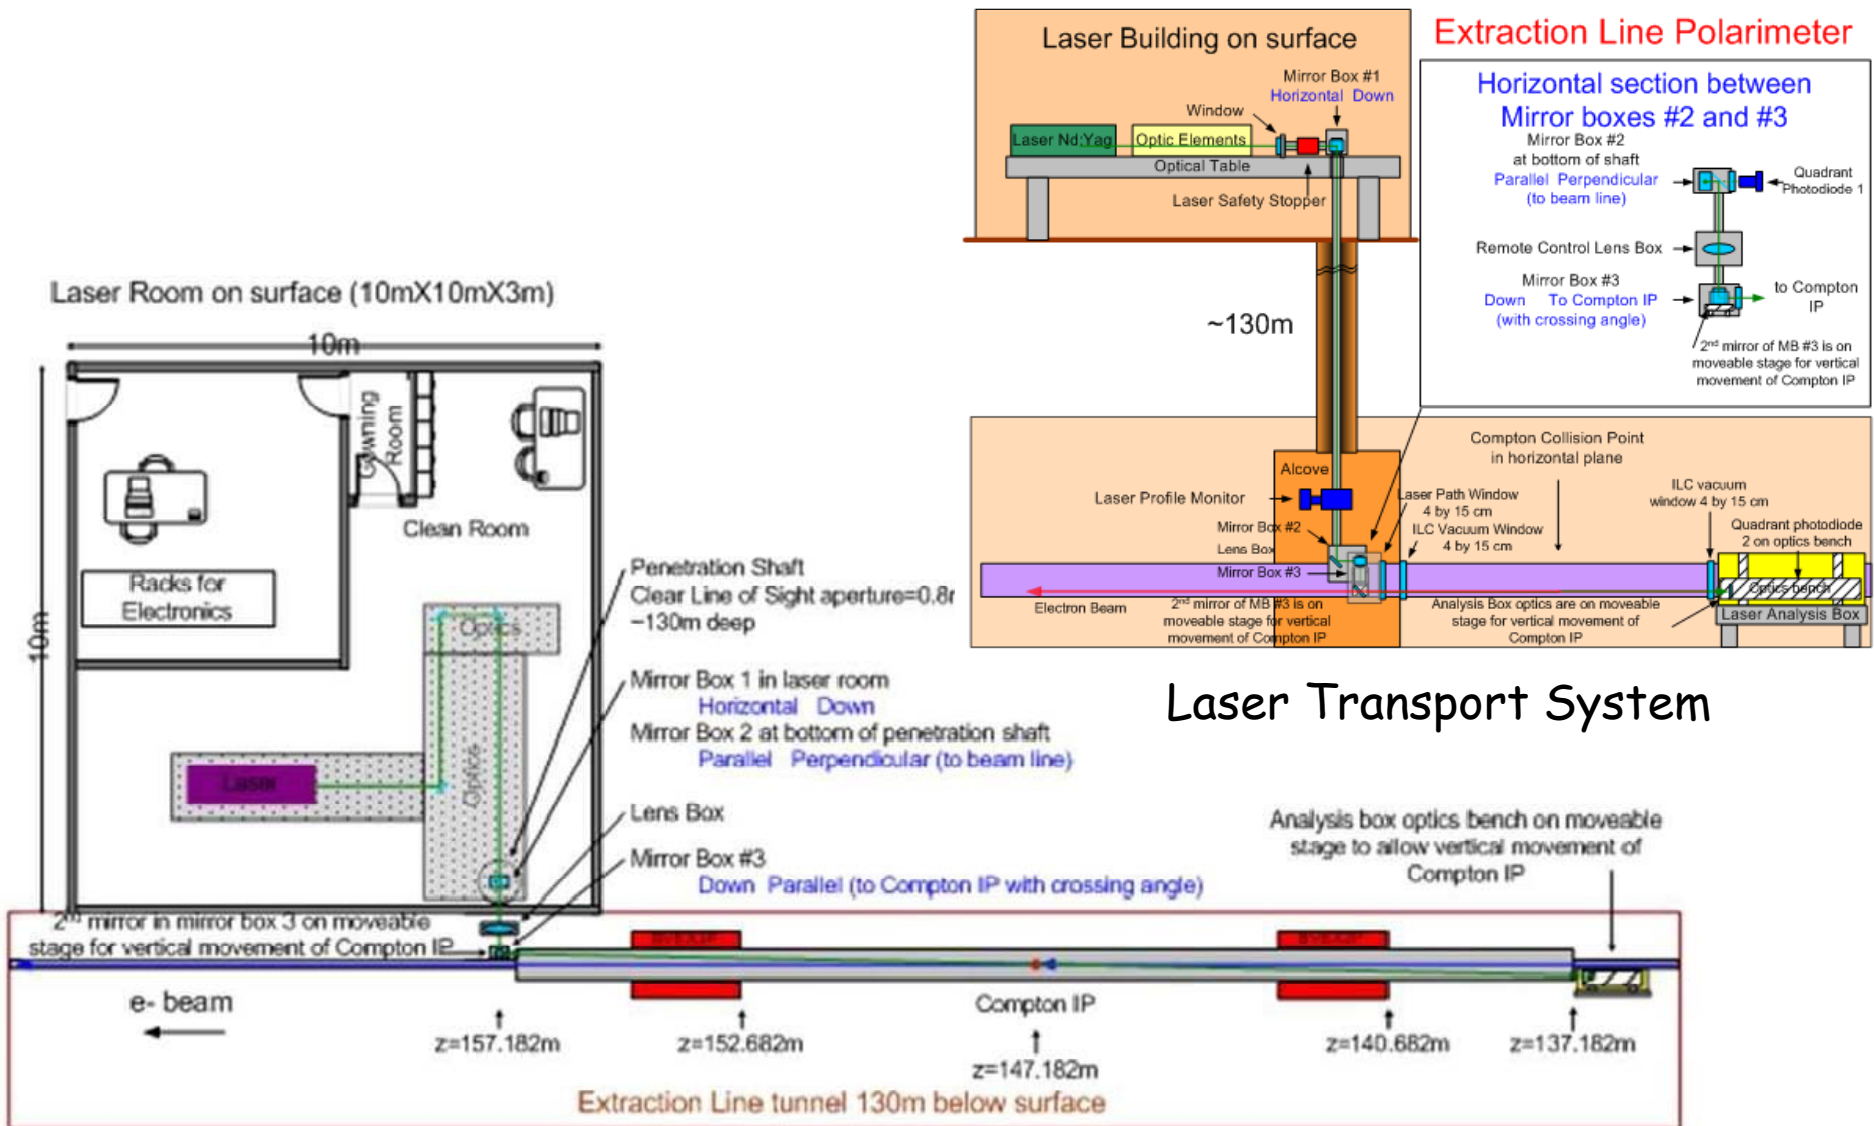 Laser Building on surface
Mirror Box #1
Horizontal Down
Window
Laser Nd:Yag
Optic Elements
Optical Table
Laser Safety Stopper
~130m
Extraction Line Polarimeter
Horizontal section between
Mirror boxes #2 and #3
Mirror Box #2
at bottom of shaft
Parallel Perpendicular
(to beam line)
Quadrant
Photodiode 1
Remote Control Lens Box
Mirror Box #3
Down To Compton IP
(with crossing angle)
to Compton
IP
2nd mirror of MB #3 is on
moveable stage for vertical
movement of Compton IP
Alcove
Laser Profile Monitor
Mirror Box #2
Lens Box
Mirror Box #3
Laser Path Window
4 by 15 cm
ILC Vacuum Window
4 by 15 cm
Compton Collision Point
in horizontal plane
ILC vacuum
window 4 by 15 cm
Quadrant photodiode
2 on optics bench
Optics bench
Laser Analysis Box
Electron Beam
2nd mirror of MB #3 is on
moveable stage for vertical
movement of Compton IP
Analysis Box optics are on moveable
stage for vertical movement of
Compton IP
Laser Transport System
Laser Room on surface (10mX10mX3m)
10m
10m
Gowning
Room
Clean Room
Racks for
Electronics
Optics
Optics
Laser
Penetration Shaft
Clear Line of Sight aperture=0.8r
~130m deep
Mirror Box 1 in laser room
Horizontal Down
Mirror Box 2 at bottom of penetration shaft
Parallel Perpendicular (to beam line)
Lens Box
Mirror Box #3
Down Parallel (to Compton IP with crossing angle)
Analysis box optics bench on moveable
stage to allow vertical movement of
Compton IP
2nd mirror in mirror box 3 on moveable
stage for vertical movement of Compton IP
e- beam
Compton IP
z=157.182m
z=152.682m
z=147.182m
z=140.682m
z=137.182m
Extraction Line tunnel 130m below surface